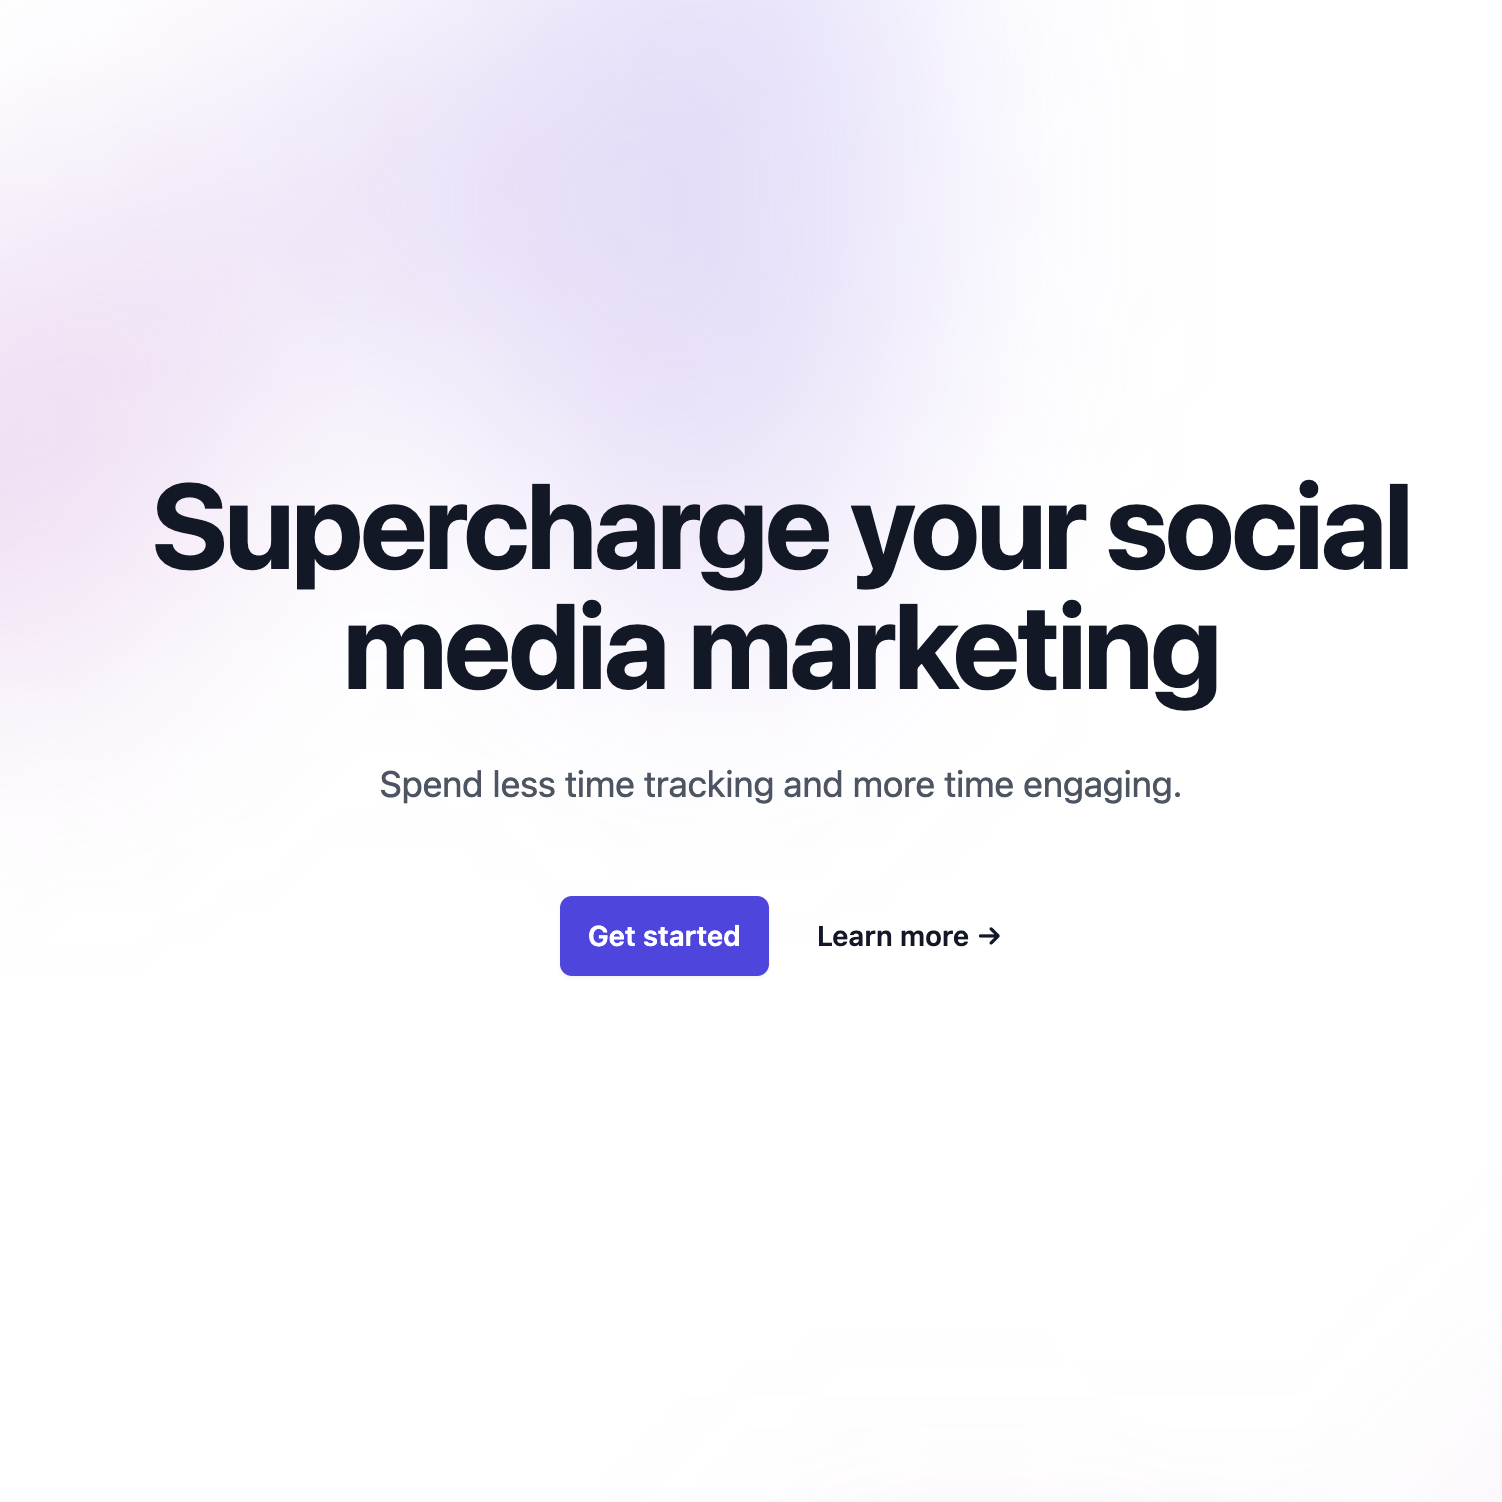 Supercharge your social
media marketing
Spend less time tracking and more time engaging.
Get started
Learn more →